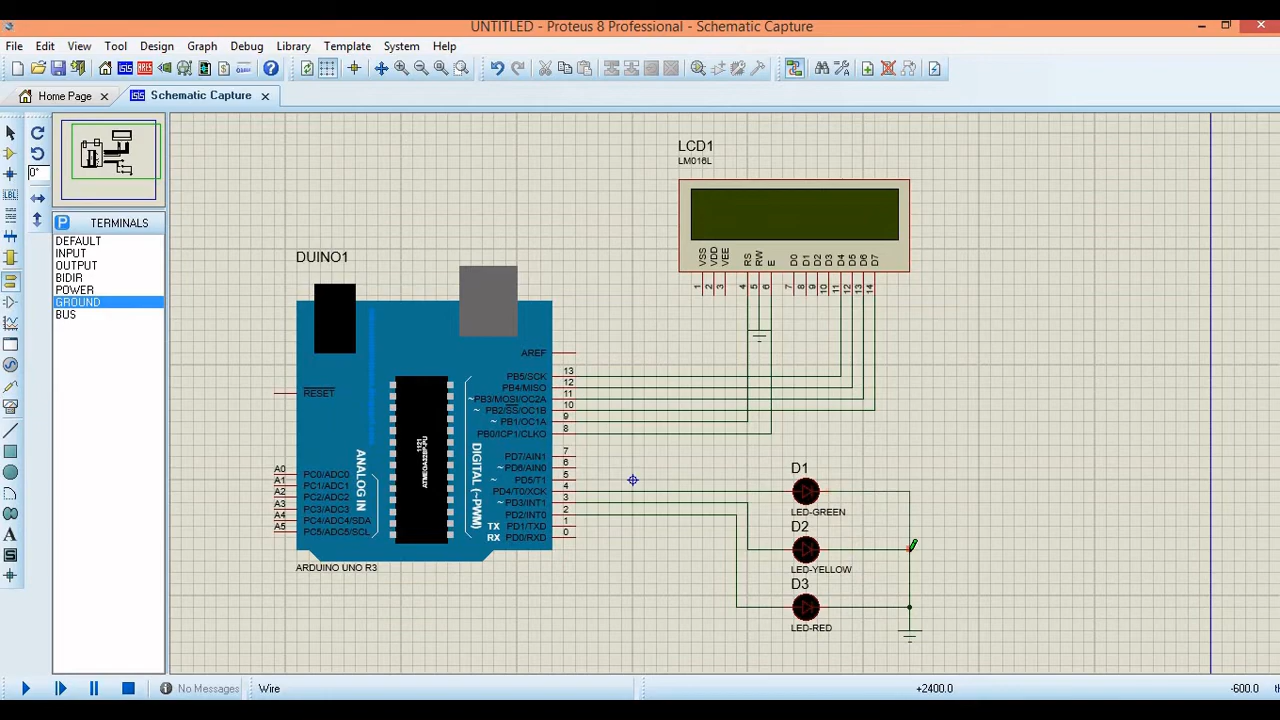 UNTITLED - Proteus 8 Professional - Schematic Capture
File Edit View Tool Design Graph Debug Library Template System Help
Home Page Schematic Capture
0°
LBL
P TERMINALS
DEFAULT
INPUT
OUTPUT
BIDIR
POWER
GROUND
BUS
A
S
LCD1
LM016L
VSS VDD VEE RS RW E D0 D1 D2 D3 D4 D5 D6 D7
1 2 3 4 5 6 7 8 9 10 11 12 13 14
DUINO1
AREF
RESET
PB5/SCK 13
PB4/MISO 12
~PB3/MOSI/OC2A 11
~ PB2/SS/OC1B 10
~ PB1/OC1A 9
PB0/ICP1/CLKO 8
PD7/AIN1 7
~ PD6/AIN0 6
~ PD5/T1 5
PD4/T0/XCK 4
~ PD3/INT1 3
PD2/INT0 2
TX PD1/TXD 1
RX PD0/RXD 0
A0 PC0/ADC0
A1 PC1/ADC1
A2 PC2/ADC2
A3 PC3/ADC3
A4 PC4/ADC4/SDA
A5 PC5/ADC5/SCL
ANALOG IN
1121
ATMEGA328P-PU
DIGITAL (~PWM)
ARDUINO UNO R3
D1
LED-GREEN
D2
LED-YELLOW
D3
LED-RED
No Messages Wire +2400.0 -600.0 th